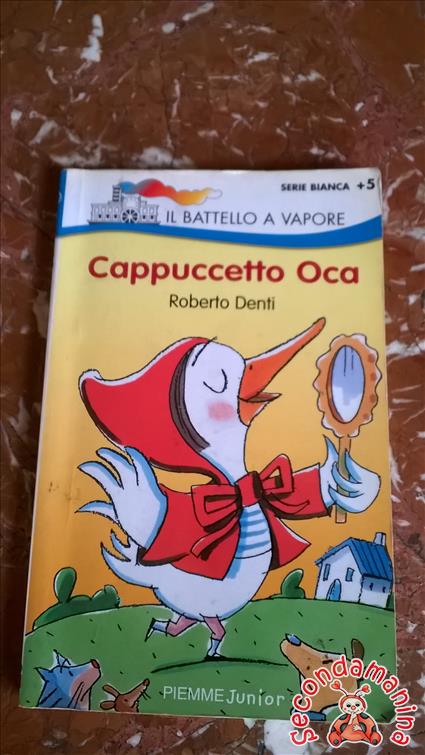 SERIE BIANCA +5
IL BATTELLO A VAPORE
Cappuccetto Oca
Roberto Denti
PIEMME Junior
secondamanina